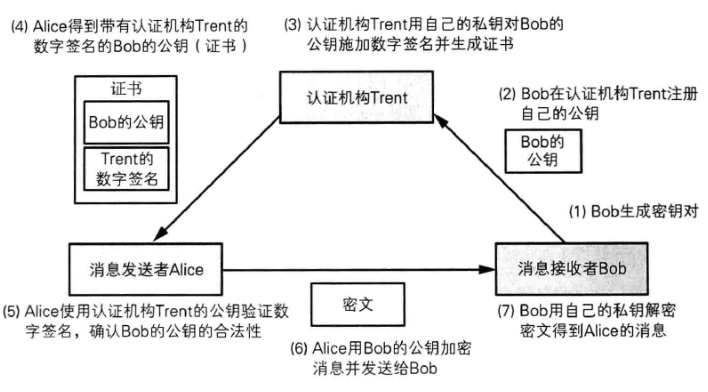 (4) Alice得到带有认证机构Trent的
数字签名的Bob的公钥（证书）
(3) 认证机构Trent用自己的私钥对Bob的
公钥施加数字签名并生成证书
证书
Bob的公钥
Trent的
数字签名
认证机构Trent
(2) Bob在认证机构Trent注册
自己的公钥
Bob的
公钥
(1) Bob生成密钥对
消息发送者Alice
消息接收者Bob
(5) Alice使用认证机构Trent的公钥验证数
字签名，确认Bob的公钥的合法性
密文
(6) Alice用Bob的公钥加密
消息并发送给Bob
(7) Bob用自己的私钥解密
密文得到Alice的消息